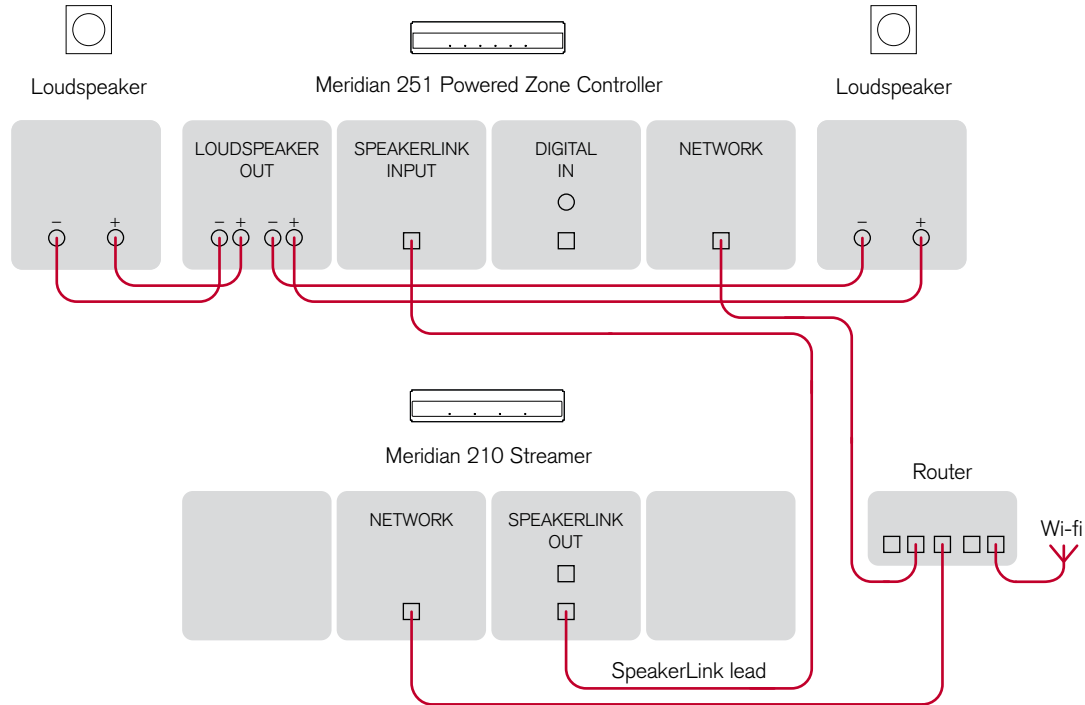 Loudspeaker
Meridian 251 Powered Zone Controller
Loudspeaker
LOUDSPEAKER
OUT
SPEAKERLINK
INPUT
DIGITAL
IN
NETWORK
− +
− + − +
− +
Meridian 210 Streamer
Router
Wi-fi
NETWORK
SPEAKERLINK
OUT
SpeakerLink lead